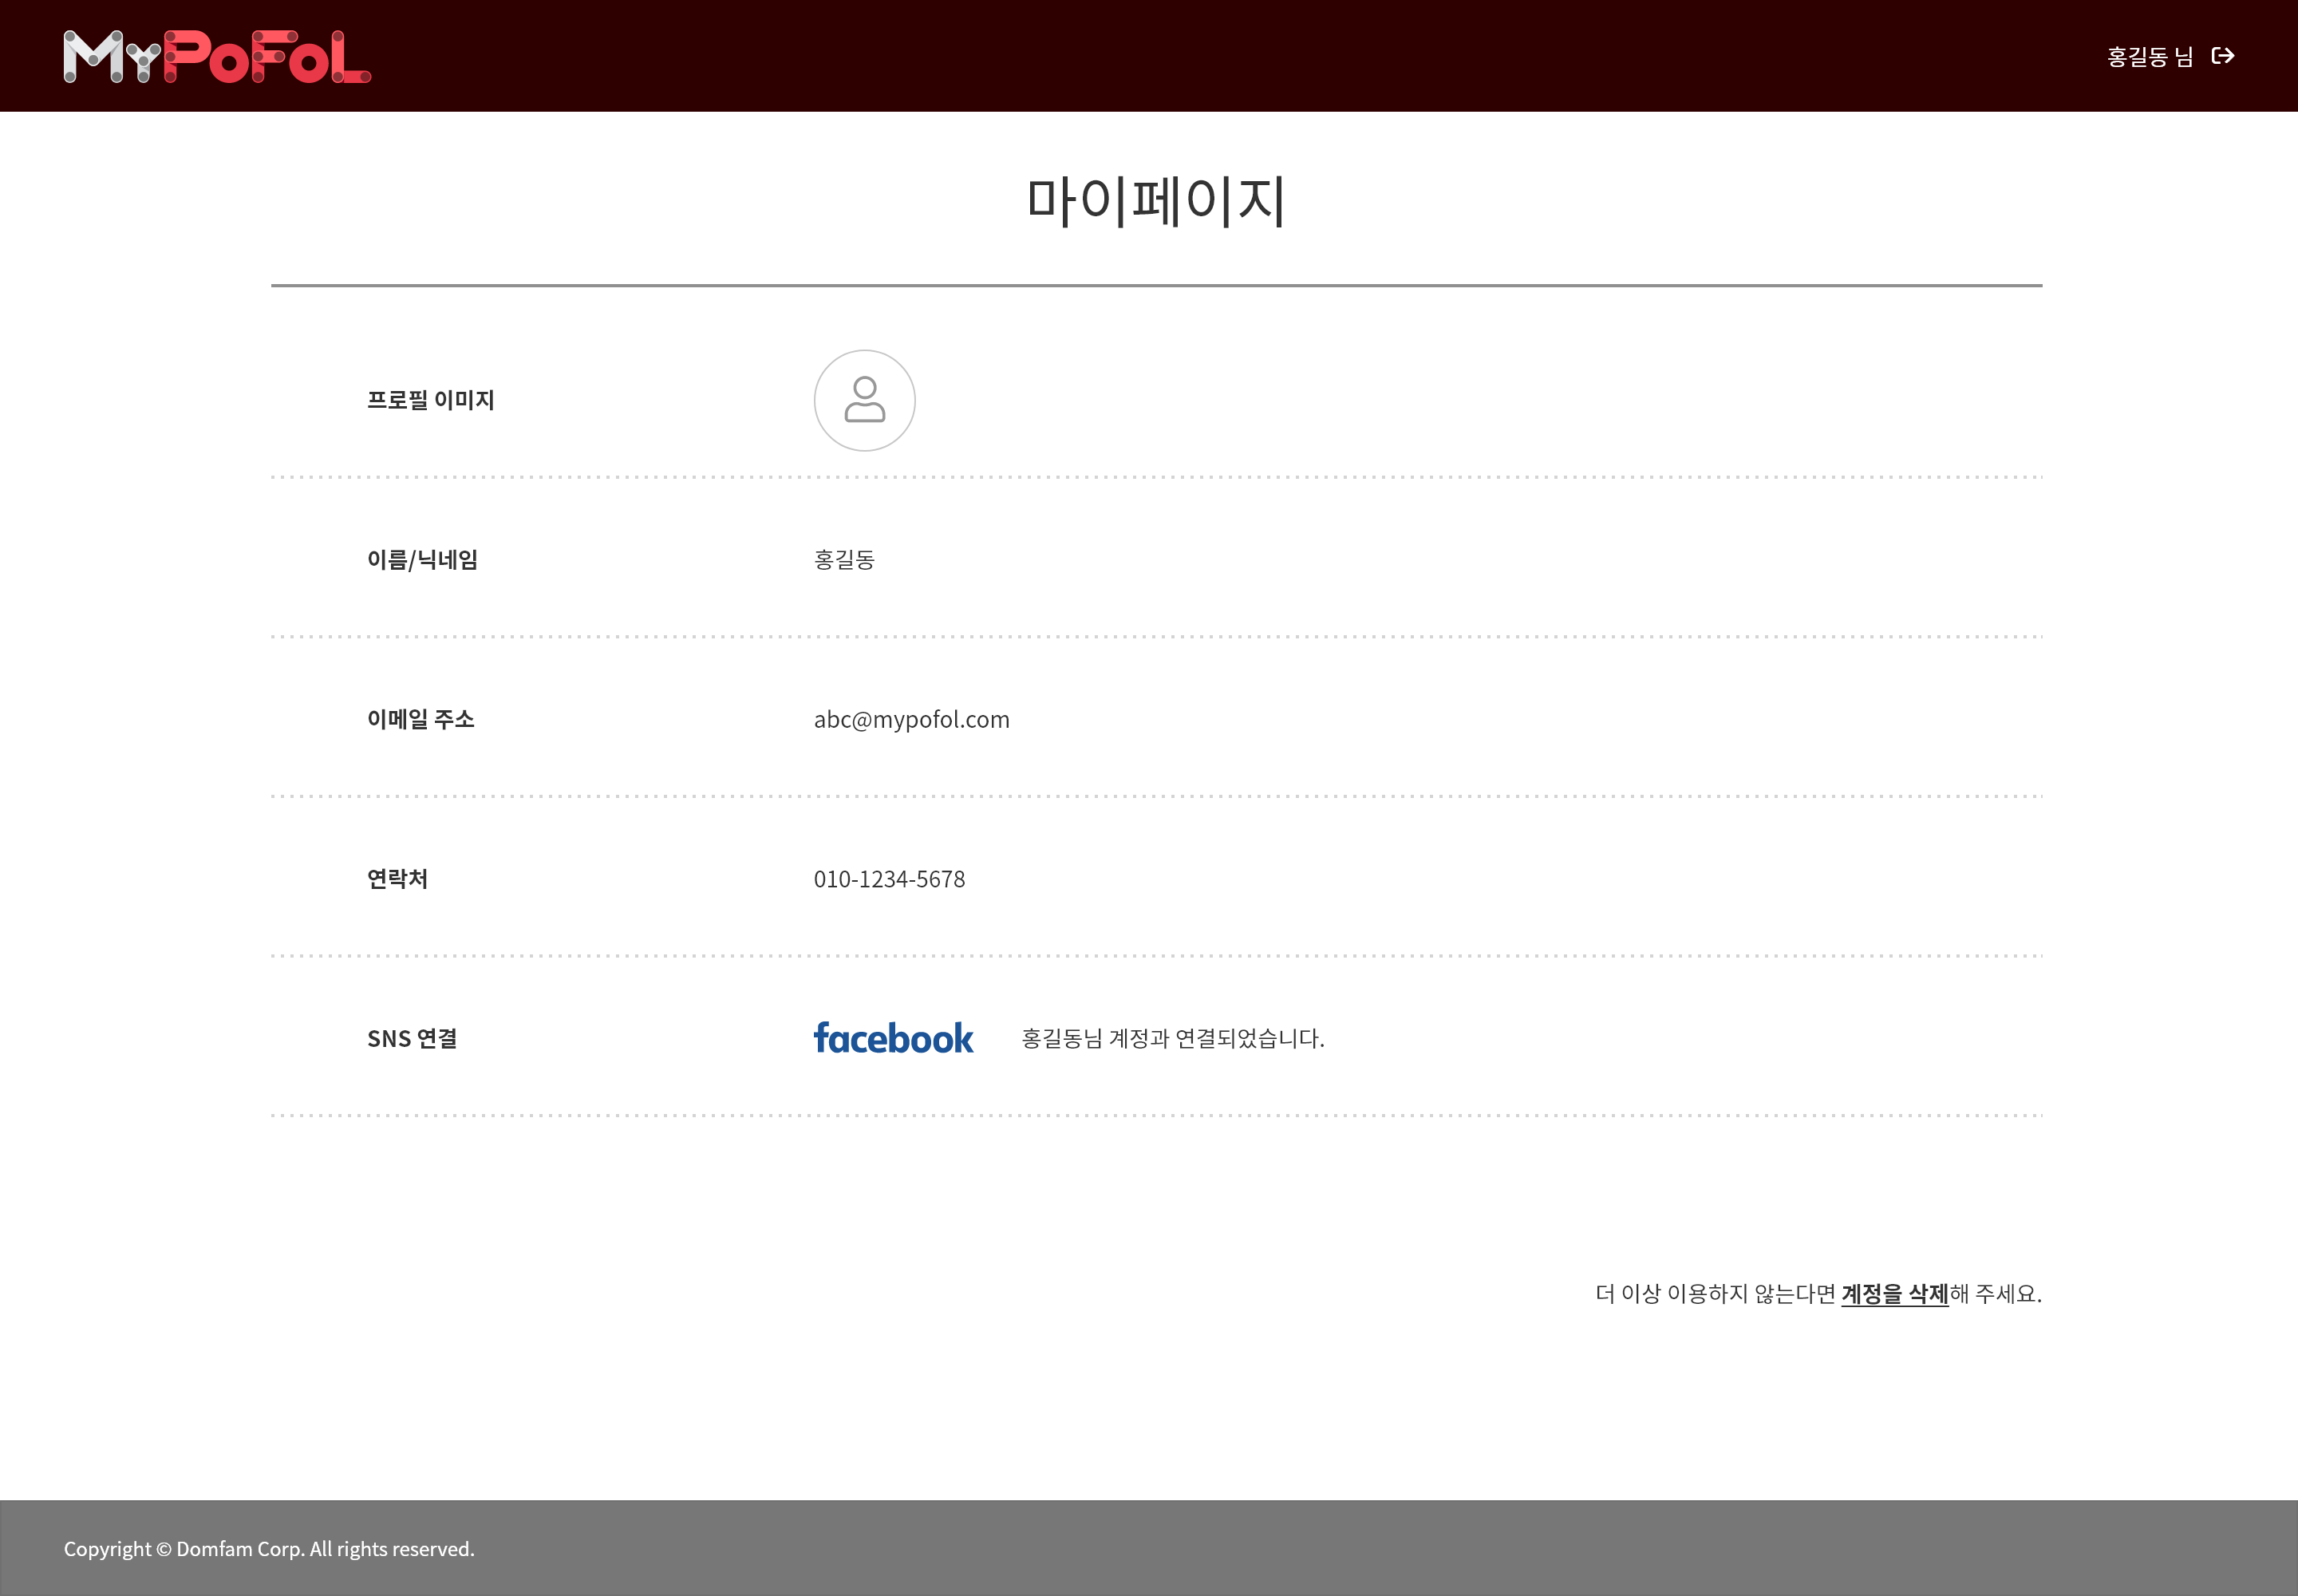 MyPoFoL
홍길동 님
마이페이지
프로필 이미지
이름/닉네임
홍길동
이메일 주소
abc@mypofol.com
연락처
010-1234-5678
SNS 연결
facebook 홍길동님 계정과 연결되었습니다.
더 이상 이용하지 않는다면 계정을 삭제해 주세요.
Copyright © Domfam Corp. All rights reserved.